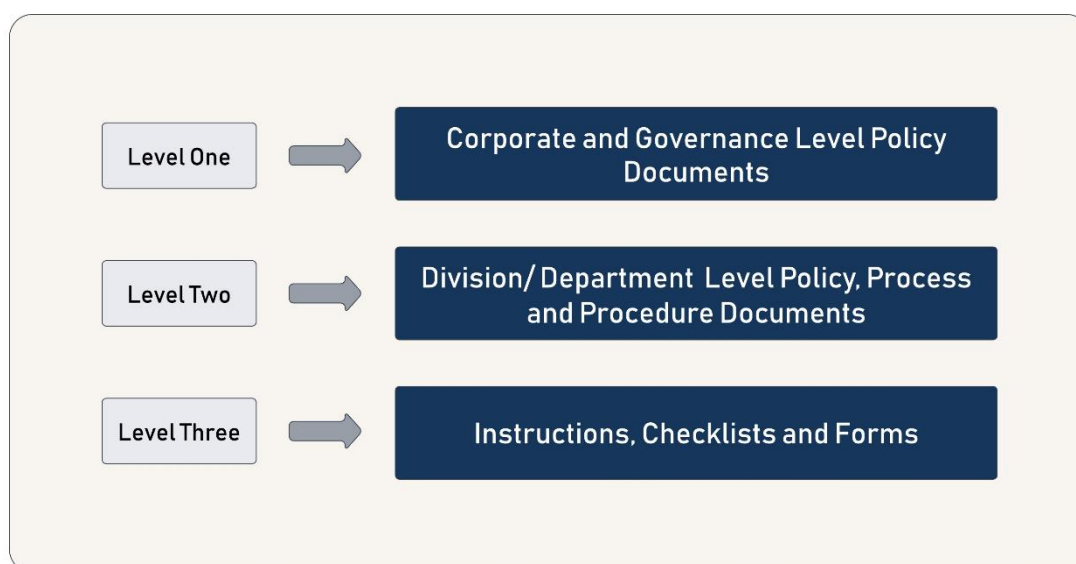 Level One
Corporate and Governance Level Policy
Documents
Level Two
Division/ Department Level Policy, Process
and Procedure Documents
Level Three
Instructions, Checklists and Forms